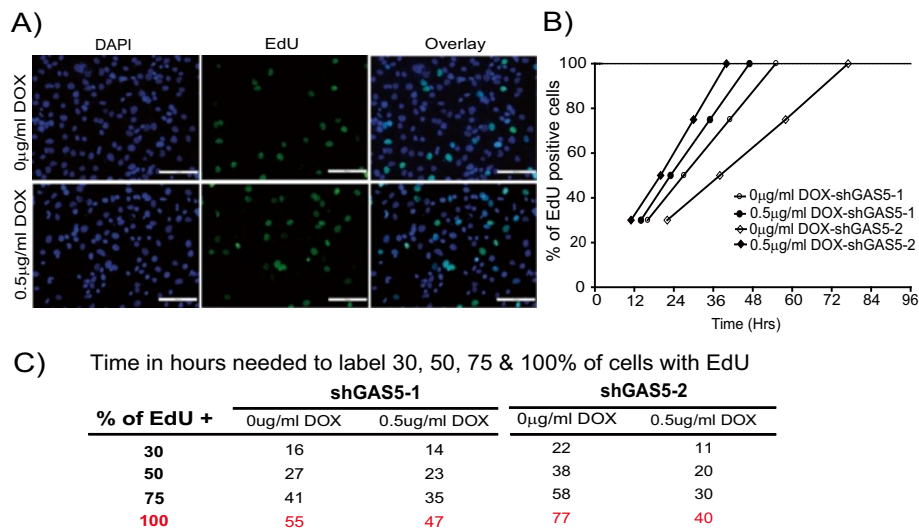 A)
DAPI EdU Overlay
0µg/ml DOX
0.5µg/ml DOX
B)
% of EdU positive cells
100
80
60
40
20
0
0 12 24 36 48 60 72 84 96
Time (Hrs)
0µg/ml DOX-shGAS5-1
0.5µg/ml DOX-shGAS5-1
0µg/ml DOX-shGAS5-2
0.5µg/ml DOX-shGAS5-2
C) Time in hours needed to label 30, 50, 75 & 100% of cells with EdU
shGAS5-1 shGAS5-2
% of EdU + 0ug/ml DOX 0.5ug/ml DOX 0µg/ml DOX 0.5ug/ml DOX
30 16 14 22 11
50 27 23 38 20
75 41 35 58 30
100 55 47 77 40